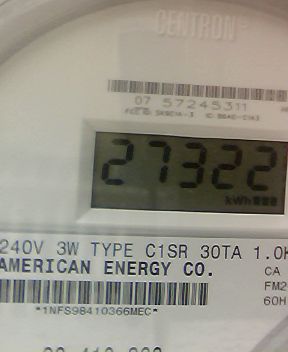 CENTRON
07 57245311
27322
kWh
240V 3W TYPE C1SR 30TA 1.0K
AMERICAN ENERGY CO.
CA
FM2
60H
*1NFS98410366MEC*